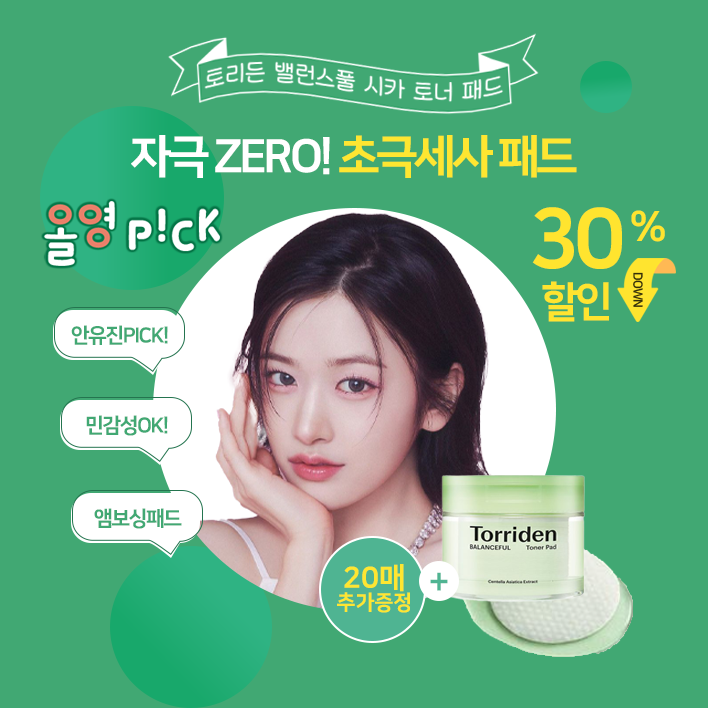 토리든 밸런스풀 시카 토너 패드
자극 ZERO! 초극세사 패드
올영 P!CK
30%
할인
DOWN
안유진PICK!
민감성OK!
앰보싱패드
20매
추가증정
+
Torriden
BALANCEFUL Toner Pad
Centella Asiatica Extract